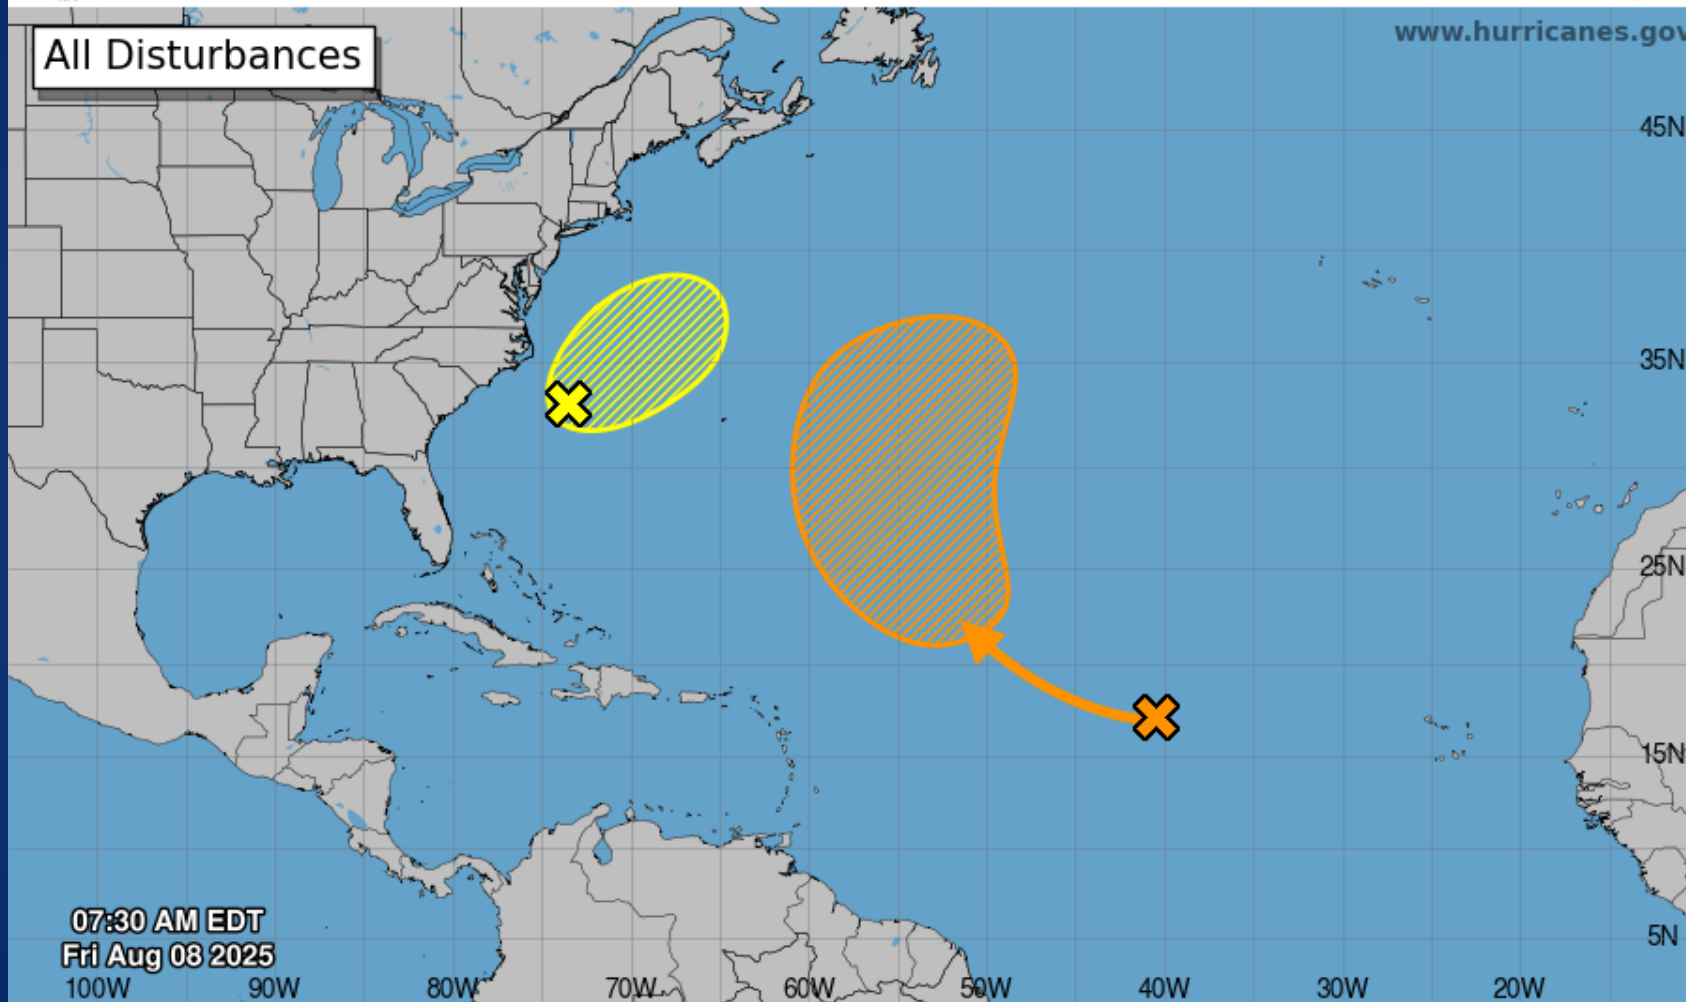 All Disturbances
www.hurricanes.gov
45N
35N
25N
15N
5N
07:30 AM EDT
Fri Aug 08 2025
100W 90W 80W 70W 60W 50W 40W 30W 20W